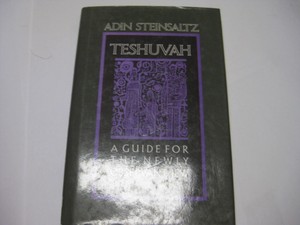 ADIN STEINSALTZ
TESHUVAH
A GUIDE FOR
THE NEWLY